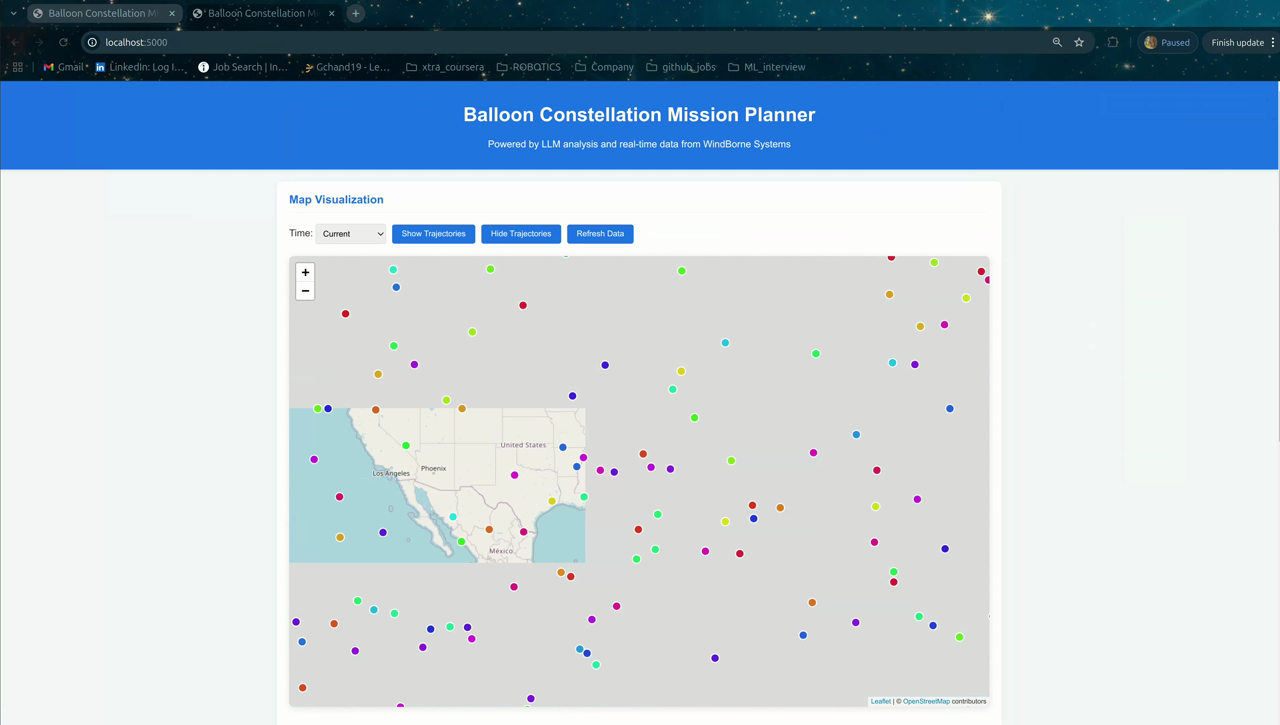 Balloon Constellation Mi
Balloon Constellation M
localhost:5000
Paused
Finish update
Gmail
LinkedIn: Log I...
Job Search | In...
Gchand19 - Le...
xtra_coursera
ROBOTICS
Company
github_jobs
ML_interview
Balloon Constellation Mission Planner
Powered by LLM analysis and real-time data from WindBorne Systems
Map Visualization
Time: Current Show Trajectories Hide Trajectories Refresh Data
+
−
United States
Los Angeles
Phoenix
México
Leaflet | © OpenStreetMap contributors